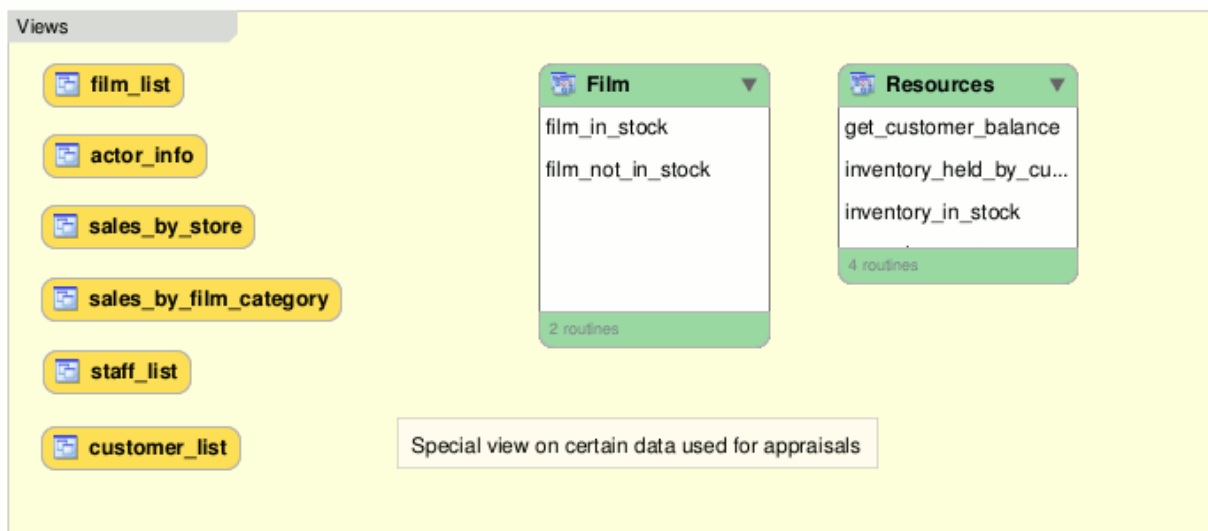 Views
film_list
actor_info
sales_by_store
sales_by_film_category
staff_list
customer_list
Film
film_in_stock
film_not_in_stock
2 routines
Resources
get_customer_balance
inventory_held_by_cu...
inventory_in_stock
4 routines
Special view on certain data used for appraisals